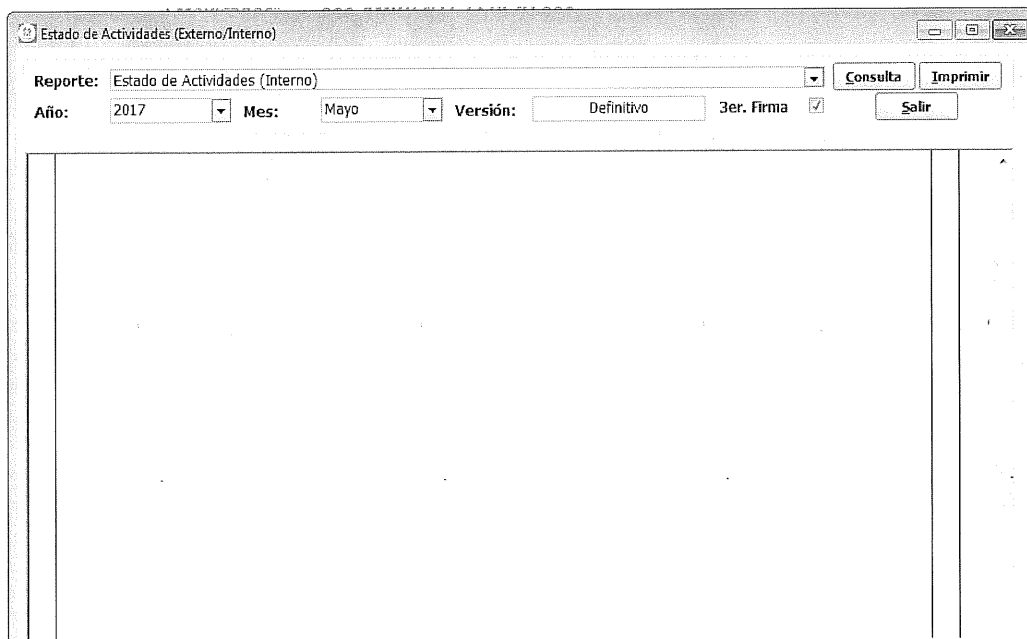 Estado de Actividades (Externo/Interno)
Reporte: Estado de Actividades (Interno) Consulta Imprimir
Año: 2017 Mes: Mayo Versión: Definitivo 3er. Firma Salir